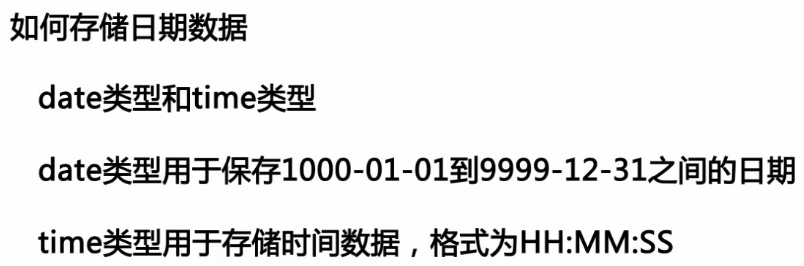 如何存储日期数据
date类型和time类型
date类型用于保存1000-01-01到9999-12-31之间的日期
time类型用于存储时间数据，格式为HH:MM:SS